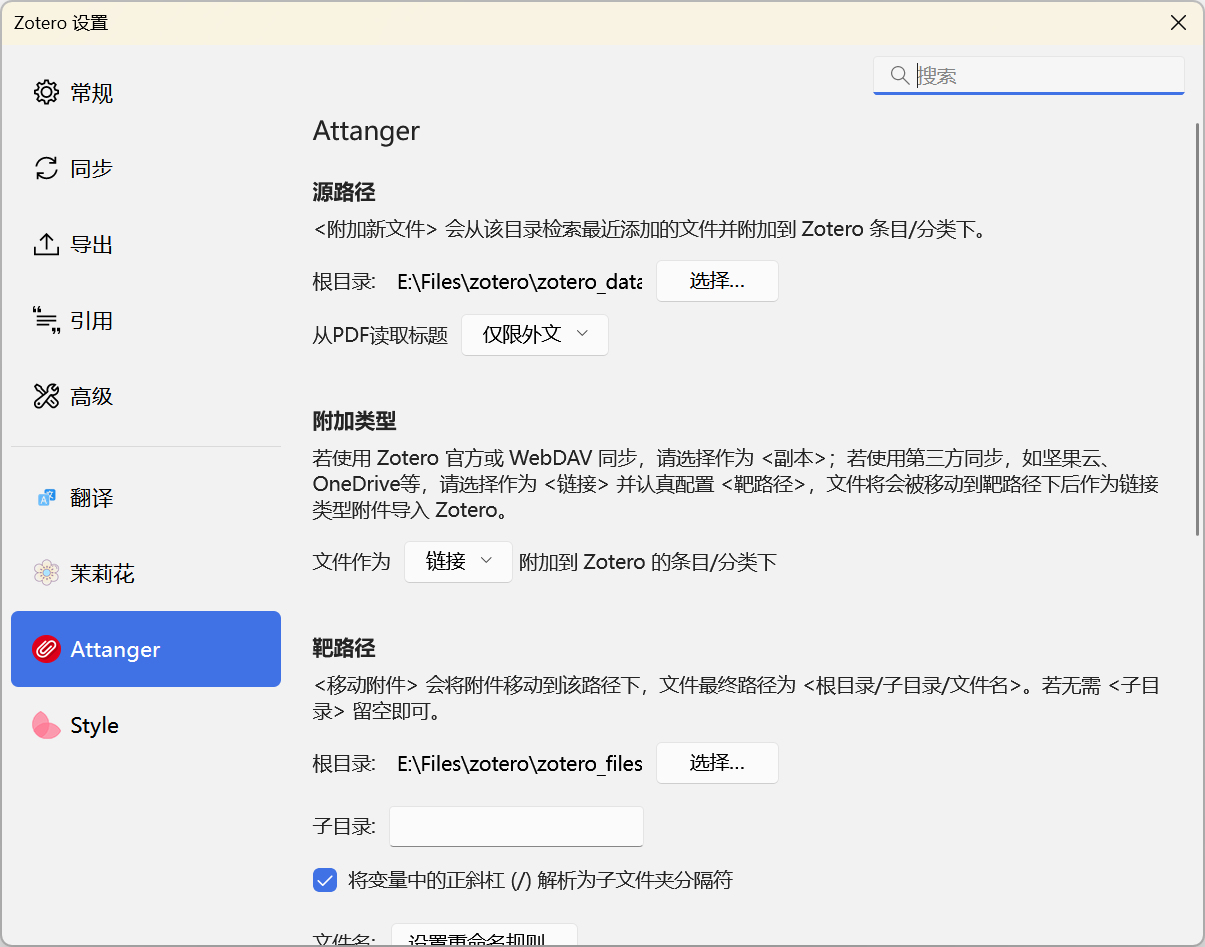 Zotero 设置
常规
同步
导出
引用
高级
翻译
茉莉花
Attanger
Style
搜索
Attanger
源路径
<附加新文件> 会从该目录检索最近添加的文件并附加到 Zotero 条目/分类下。
根目录: E:\Files\zotero\zotero_data 选择...
从PDF读取标题 仅限外文
附加类型
若使用 Zotero 官方或 WebDAV 同步，请选择作为 <副本>；若使用第三方同步，如坚果云、
OneDrive等，请选择作为 <链接> 并认真配置 <靶路径>，文件将会被移动到靶路径下后作为链接
类型附件导入 Zotero。
文件作为 链接 附加到 Zotero 的条目/分类下
靶路径
<移动附件> 会将附件移动到该路径下，文件最终路径为 <根目录/子目录/文件名>。若无需 <子目
录> 留空即可。
根目录: E:\Files\zotero\zotero_files 选择...
子目录:
将变量中的正斜杠 (/) 解析为子文件夹分隔符
文件名: 设置重命名规则